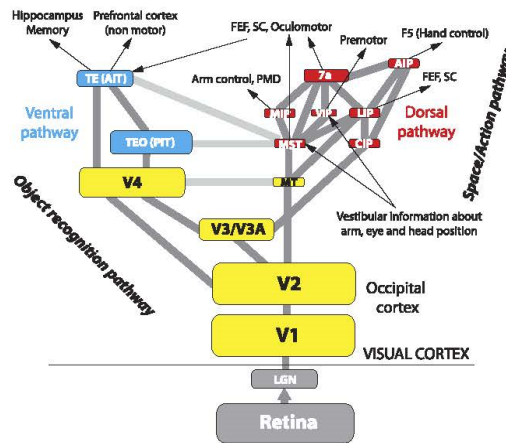 Hippocampus
Memory
Prefrontal cortex
(non motor)
FEF, SC, Oculomotor
F5 (Hand control)
Premotor
TE (AIT)
7a
AIP
FEF, SC
Arm control, PMD
MIP
VIP
LIP
Ventral
pathway
Dorsal
pathway
TEO (PIT)
MST
CIP
Space/Action pathway
V4
MT
Object recognition pathway
V3/V3A
Vestibular information about
arm, eye and head position
V2
Occipital
cortex
V1
VISUAL CORTEX
LGN
Retina